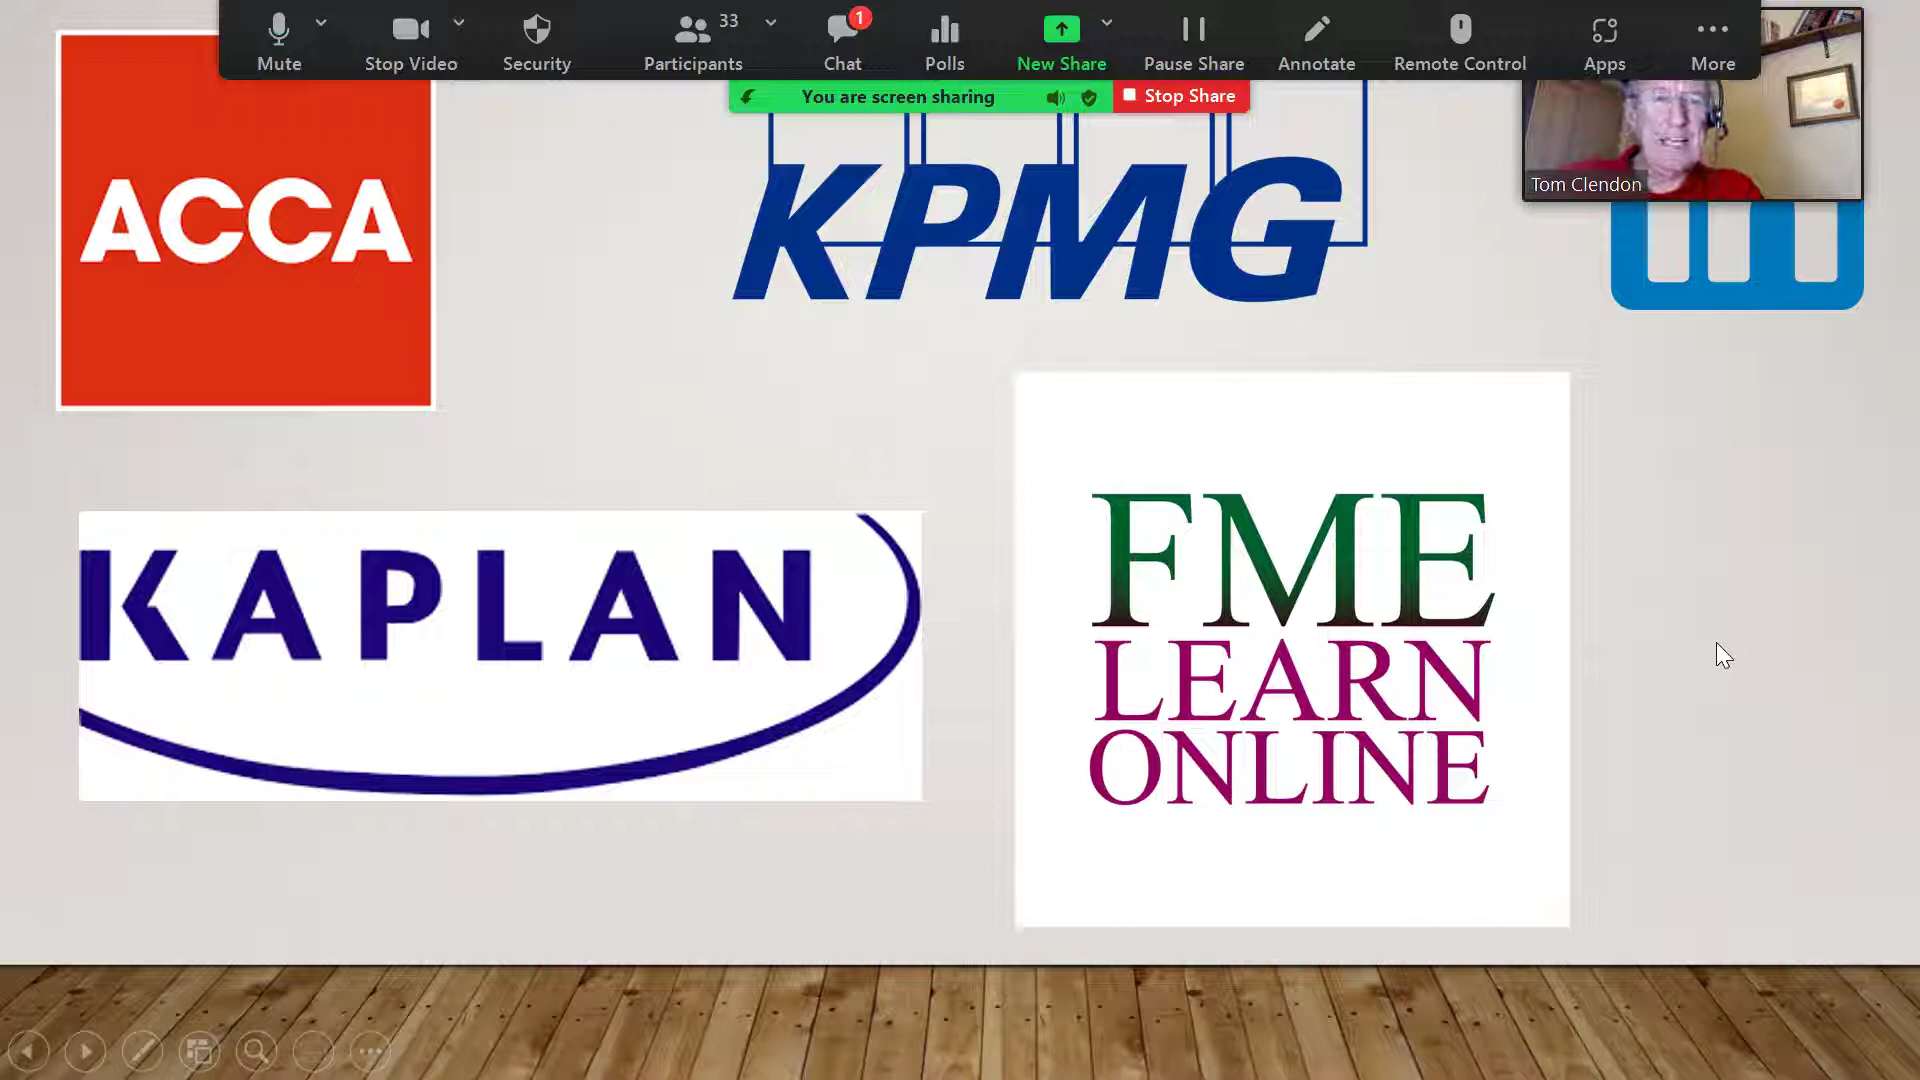 33
1
Mute
Stop Video
Security
Participants
Chat
Polls
New Share
Pause Share
Annotate
Remote Control
Apps
More
You are screen sharing
Stop Share
Tom Clendon
ACCA
KPMG
KAPLAN
FME
LEARN
ONLINE